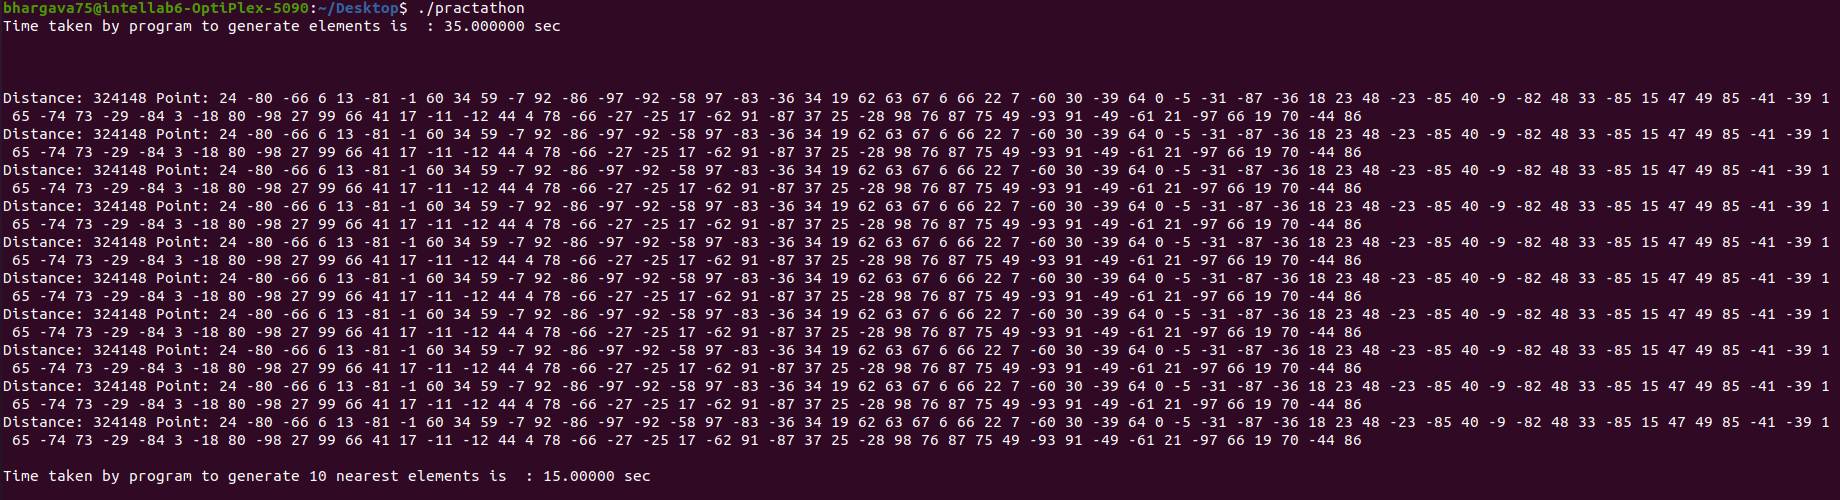 bhargava75@intellab6-OptiPlex-5090:~/Desktop$ ./practathon
Time taken by program to generate elements is  : 35.000000 sec
Distance: 324148 Point: 24 -80 -66 6 13 -81 -1 60 34 59 -7 92 -86 -97 -92 -58 97 -83 -36 34 19 62 63 67 6 66 22 7 -60 30 -39 64 0 -5 -31 -87 -36 18 23 48 -23 -85 40 -9 -82 48 33 -85 15 47 49 85 -41 -39 1
65 -74 73 -29 -84 3 -18 80 -98 27 99 66 41 17 -11 -12 44 4 78 -66 -27 -25 17 -62 91 -87 37 25 -28 98 76 87 75 49 -93 91 -49 -61 21 -97 66 19 70 -44 86
Distance: 324148 Point: 24 -80 -66 6 13 -81 -1 60 34 59 -7 92 -86 -97 -92 -58 97 -83 -36 34 19 62 63 67 6 66 22 7 -60 30 -39 64 0 -5 -31 -87 -36 18 23 48 -23 -85 40 -9 -82 48 33 -85 15 47 49 85 -41 -39 1
65 -74 73 -29 -84 3 -18 80 -98 27 99 66 41 17 -11 -12 44 4 78 -66 -27 -25 17 -62 91 -87 37 25 -28 98 76 87 75 49 -93 91 -49 -61 21 -97 66 19 70 -44 86
Distance: 324148 Point: 24 -80 -66 6 13 -81 -1 60 34 59 -7 92 -86 -97 -92 -58 97 -83 -36 34 19 62 63 67 6 66 22 7 -60 30 -39 64 0 -5 -31 -87 -36 18 23 48 -23 -85 40 -9 -82 48 33 -85 15 47 49 85 -41 -39 1
65 -74 73 -29 -84 3 -18 80 -98 27 99 66 41 17 -11 -12 44 4 78 -66 -27 -25 17 -62 91 -87 37 25 -28 98 76 87 75 49 -93 91 -49 -61 21 -97 66 19 70 -44 86
Distance: 324148 Point: 24 -80 -66 6 13 -81 -1 60 34 59 -7 92 -86 -97 -92 -58 97 -83 -36 34 19 62 63 67 6 66 22 7 -60 30 -39 64 0 -5 -31 -87 -36 18 23 48 -23 -85 40 -9 -82 48 33 -85 15 47 49 85 -41 -39 1
65 -74 73 -29 -84 3 -18 80 -98 27 99 66 41 17 -11 -12 44 4 78 -66 -27 -25 17 -62 91 -87 37 25 -28 98 76 87 75 49 -93 91 -49 -61 21 -97 66 19 70 -44 86
Distance: 324148 Point: 24 -80 -66 6 13 -81 -1 60 34 59 -7 92 -86 -97 -92 -58 97 -83 -36 34 19 62 63 67 6 66 22 7 -60 30 -39 64 0 -5 -31 -87 -36 18 23 48 -23 -85 40 -9 -82 48 33 -85 15 47 49 85 -41 -39 1
65 -74 73 -29 -84 3 -18 80 -98 27 99 66 41 17 -11 -12 44 4 78 -66 -27 -25 17 -62 91 -87 37 25 -28 98 76 87 75 49 -93 91 -49 -61 21 -97 66 19 70 -44 86
Distance: 324148 Point: 24 -80 -66 6 13 -81 -1 60 34 59 -7 92 -86 -97 -92 -58 97 -83 -36 34 19 62 63 67 6 66 22 7 -60 30 -39 64 0 -5 -31 -87 -36 18 23 48 -23 -85 40 -9 -82 48 33 -85 15 47 49 85 -41 -39 1
65 -74 73 -29 -84 3 -18 80 -98 27 99 66 41 17 -11 -12 44 4 78 -66 -27 -25 17 -62 91 -87 37 25 -28 98 76 87 75 49 -93 91 -49 -61 21 -97 66 19 70 -44 86
Distance: 324148 Point: 24 -80 -66 6 13 -81 -1 60 34 59 -7 92 -86 -97 -92 -58 97 -83 -36 34 19 62 63 67 6 66 22 7 -60 30 -39 64 0 -5 -31 -87 -36 18 23 48 -23 -85 40 -9 -82 48 33 -85 15 47 49 85 -41 -39 1
65 -74 73 -29 -84 3 -18 80 -98 27 99 66 41 17 -11 -12 44 4 78 -66 -27 -25 17 -62 91 -87 37 25 -28 98 76 87 75 49 -93 91 -49 -61 21 -97 66 19 70 -44 86
Distance: 324148 Point: 24 -80 -66 6 13 -81 -1 60 34 59 -7 92 -86 -97 -92 -58 97 -83 -36 34 19 62 63 67 6 66 22 7 -60 30 -39 64 0 -5 -31 -87 -36 18 23 48 -23 -85 40 -9 -82 48 33 -85 15 47 49 85 -41 -39 1
65 -74 73 -29 -84 3 -18 80 -98 27 99 66 41 17 -11 -12 44 4 78 -66 -27 -25 17 -62 91 -87 37 25 -28 98 76 87 75 49 -93 91 -49 -61 21 -97 66 19 70 -44 86
Distance: 324148 Point: 24 -80 -66 6 13 -81 -1 60 34 59 -7 92 -86 -97 -92 -58 97 -83 -36 34 19 62 63 67 6 66 22 7 -60 30 -39 64 0 -5 -31 -87 -36 18 23 48 -23 -85 40 -9 -82 48 33 -85 15 47 49 85 -41 -39 1
65 -74 73 -29 -84 3 -18 80 -98 27 99 66 41 17 -11 -12 44 4 78 -66 -27 -25 17 -62 91 -87 37 25 -28 98 76 87 75 49 -93 91 -49 -61 21 -97 66 19 70 -44 86
Distance: 324148 Point: 24 -80 -66 6 13 -81 -1 60 34 59 -7 92 -86 -97 -92 -58 97 -83 -36 34 19 62 63 67 6 66 22 7 -60 30 -39 64 0 -5 -31 -87 -36 18 23 48 -23 -85 40 -9 -82 48 33 -85 15 47 49 85 -41 -39 1
65 -74 73 -29 -84 3 -18 80 -98 27 99 66 41 17 -11 -12 44 4 78 -66 -27 -25 17 -62 91 -87 37 25 -28 98 76 87 75 49 -93 91 -49 -61 21 -97 66 19 70 -44 86
Time taken by program to generate 10 nearest elements is  : 15.00000 sec